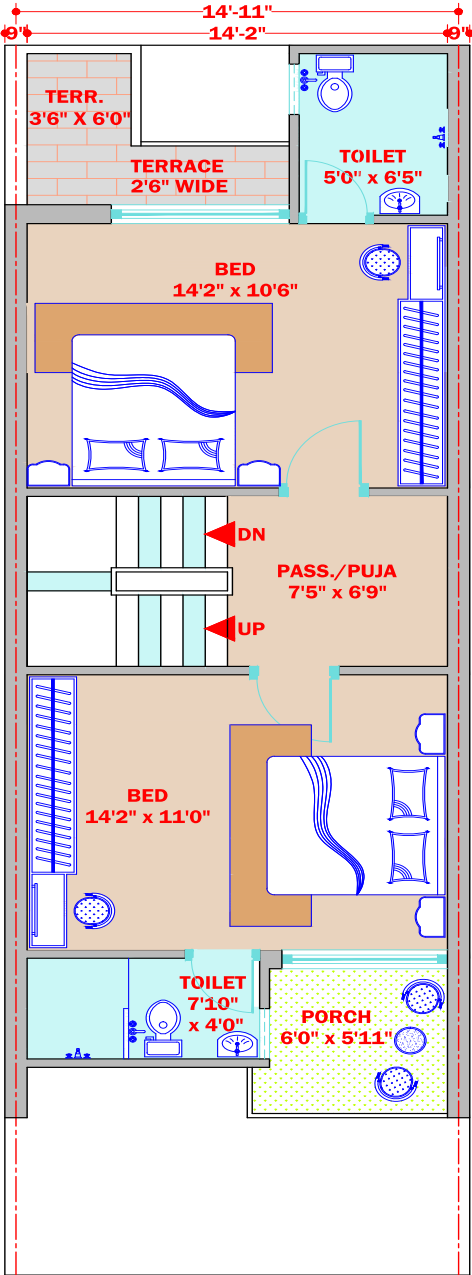 14'-11"
9"
14'-2"
9"
TERR.
3'6" X 6'0"
TERRACE
2'6" WIDE
TOILET
5'0" x 6'5"
BED
14'2" x 10'6"
DN
PASS./PUJA
7'5" x 6'9"
UP
BED
14'2" x 11'0"
TOILET
7'10"
x 4'0"
PORCH
6'0" x 5'11"